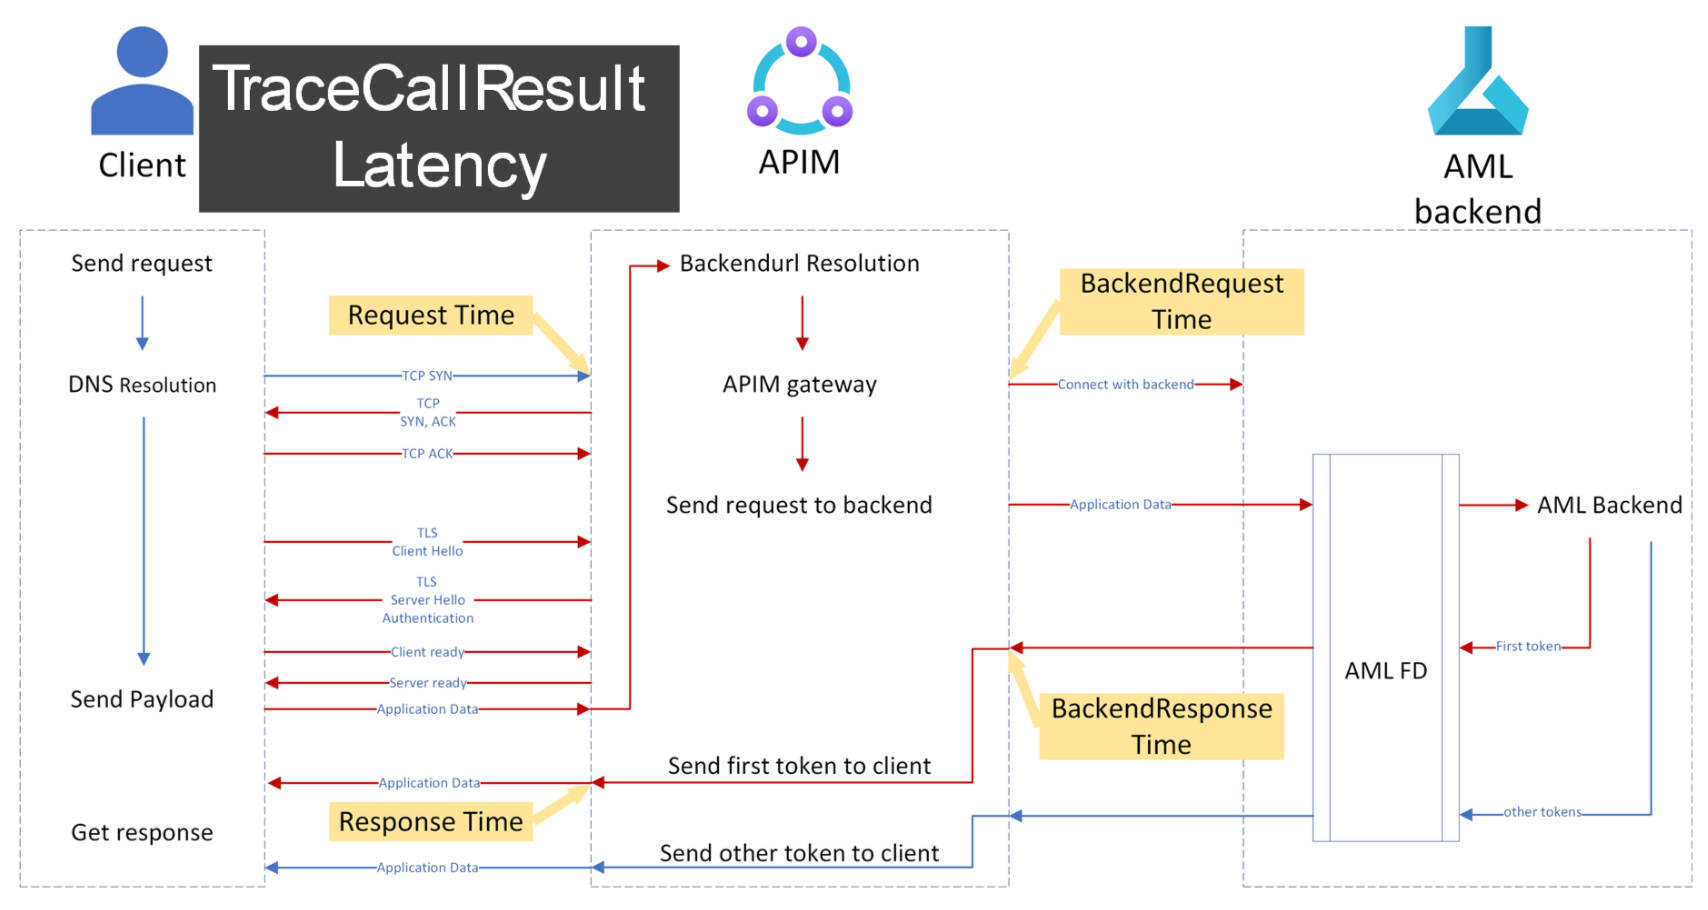 TraceCallResult
Latency
Client
APIM
AML
backend
Send request
DNS Resolution
Send Payload
Get response
Request Time
TCP SYN
TCP
SYN, ACK
TCP ACK
TLS
Client Hello
TLS
Server Hello
Authentication
Client ready
Server ready
Application Data
Application Data
Response Time
Application Data
Backendurl Resolution
APIM gateway
Send request to backend
Send first token to client
Send other token to client
BackendRequest
Time
Connect with backend
Application Data
BackendResponse
Time
AML FD
AML Backend
First token
other tokens